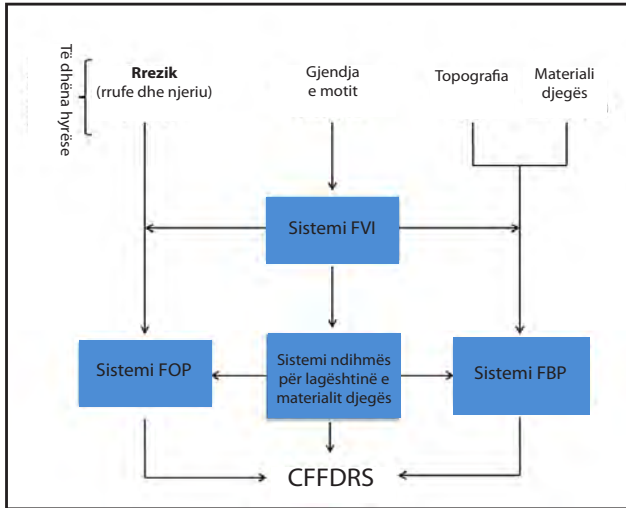 Të dhëna hyrëse
Rrezik
(rrufe dhe njeriu)
Gjendja
e motit
Topografia
Materiali
djegës
Sistemi FVI
Sistemi FOP
Sistemi ndihmës
për lagështinë e
materialit djegës
Sistemi FBP
CFFDRS